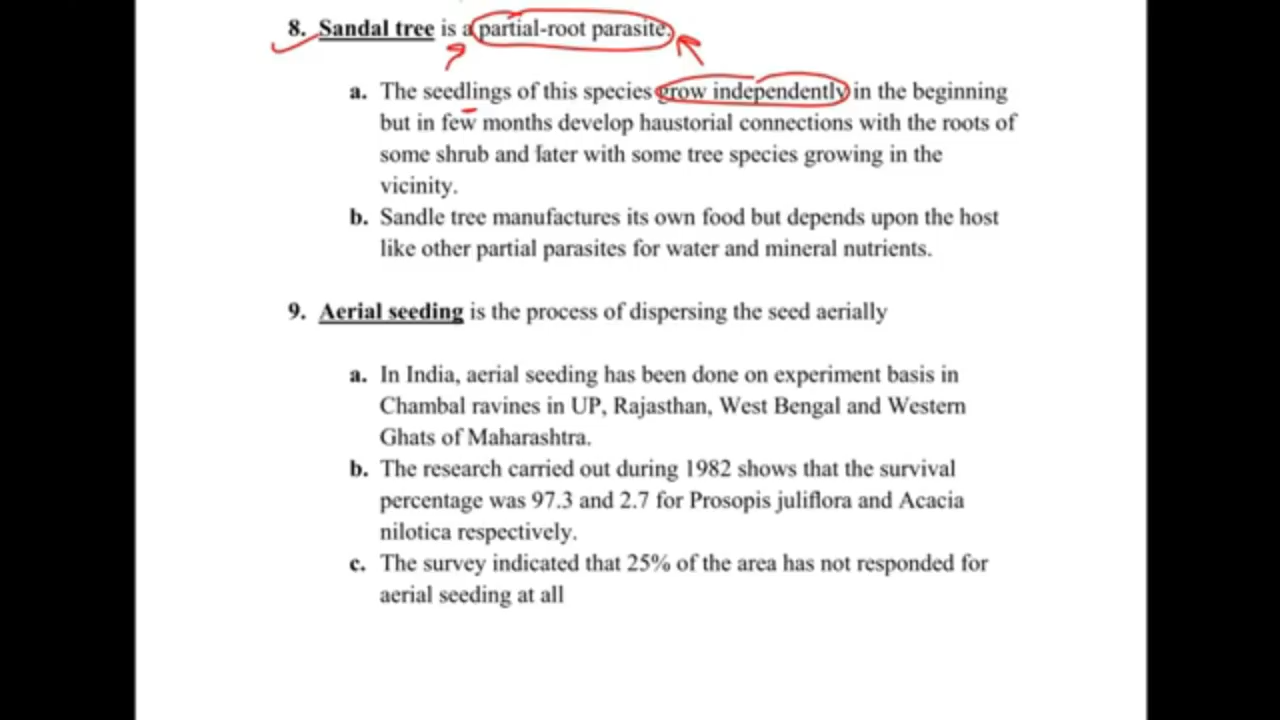 8. Sandal tree is a partial-root parasite.
a. The seedlings of this species grow independently in the beginning
but in few months develop haustorial connections with the roots of
some shrub and later with some tree species growing in the
vicinity.
b. Sandle tree manufactures its own food but depends upon the host
like other partial parasites for water and mineral nutrients.
9. Aerial seeding is the process of dispersing the seed aerially
a. In India, aerial seeding has been done on experiment basis in
Chambal ravines in UP, Rajasthan, West Bengal and Western
Ghats of Maharashtra.
b. The research carried out during 1982 shows that the survival
percentage was 97.3 and 2.7 for Prosopis juliflora and Acacia
nilotica respectively.
c. The survey indicated that 25% of the area has not responded for
aerial seeding at all